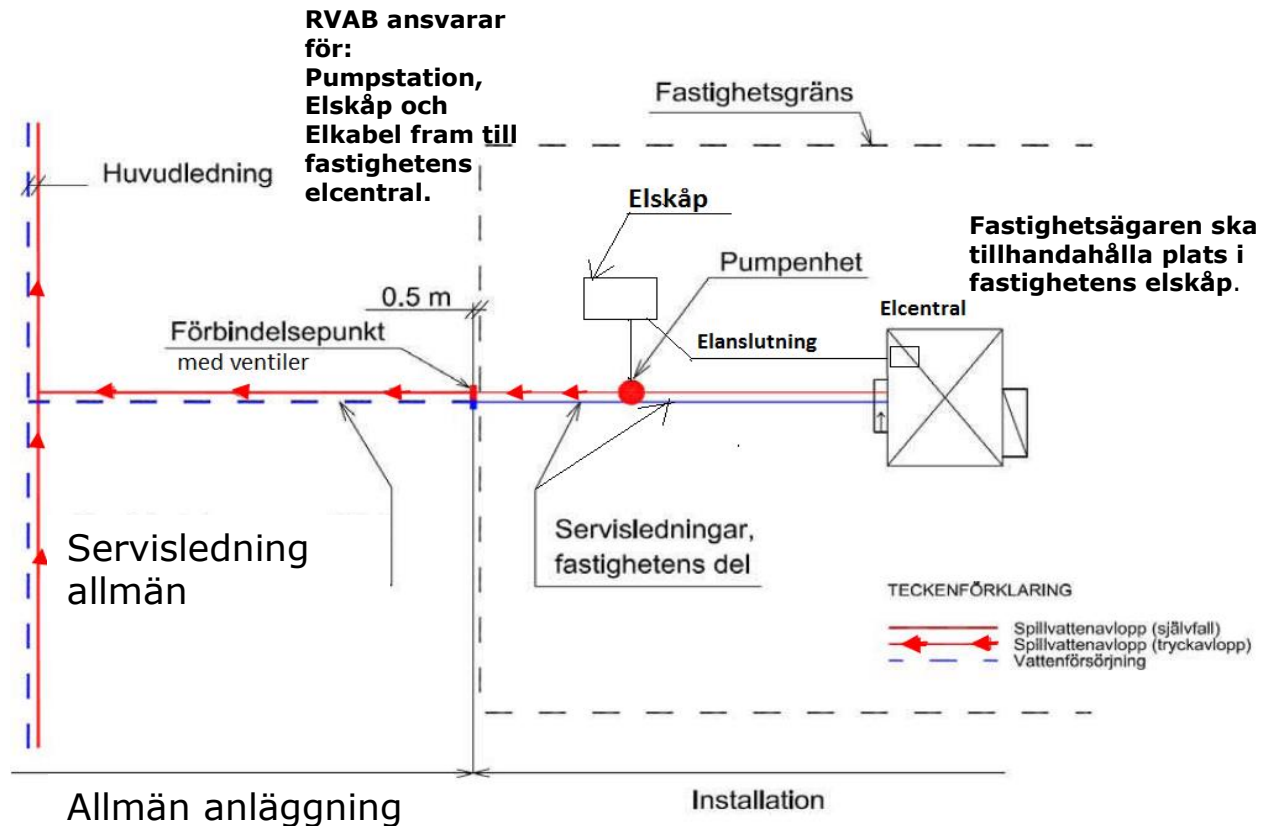 RVAB ansvarar
för:
Pumpstation,
Elskåp och
Elkabel fram till
fastighetens
elcentral.
Fastighetsgräns
Huvudledning
Elskåp
Fastighetsägaren ska
tillhandahålla plats i
fastighetens elskåp.
Pumpenhet
0.5 m
Elcentral
Förbindelsepunkt
med ventiler
Elanslutning
Servisledning
allmän
Servisledningar,
fastighetens del
TECKENFÖRKLARING
Spillvattenavlopp (självfall)
Spillvattenavlopp (tryckavlopp)
Vattenförsörjning
Allmän anläggning
Installation